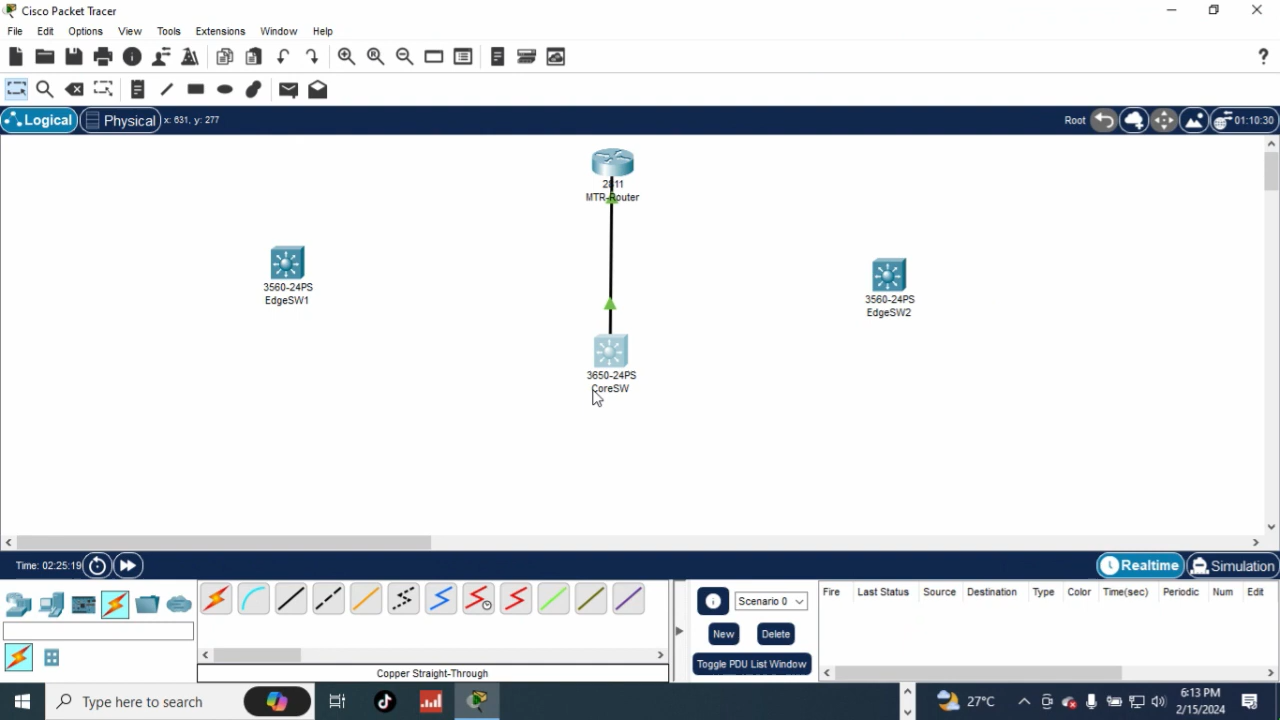 Cisco Packet Tracer
File Edit Options View Tools Extensions Window Help
Logical Physical x: 631, y: 277 Root 01:10:30
2811
MTR-Router
3560-24PS
EdgeSW1
3560-24PS
EdgeSW2
3650-24PS
CoreSW
Time: 02:25:19 Realtime Simulation
Scenario 0
New Delete
Toggle PDU List Window
Fire Last Status Source Destination Type Color Time(sec) Periodic Num Edit
Copper Straight-Through
Type here to search
27°C
6:13 PM
2/15/2024